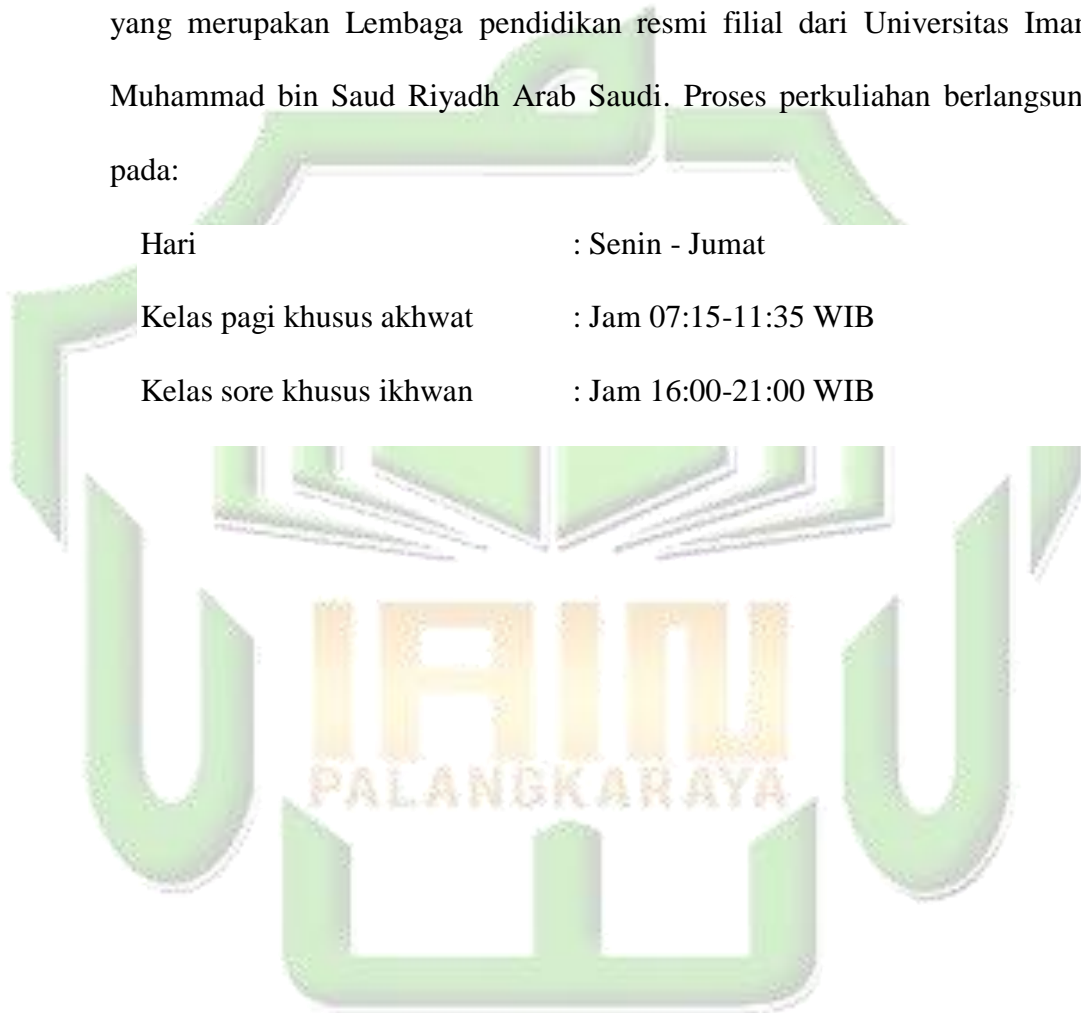 yang merupakan Lembaga pendidikan resmi filial dari Universitas Imam
Muhammad bin Saud Riyadh Arab Saudi. Proses perkuliahan berlangsun
pada:
Hari : Senin - Jumat
Kelas pagi khusus akhwat : Jam 07:15-11:35 WIB
Kelas sore khusus ikhwan : Jam 16:00-21:00 WIB
IAIN
PALANGKARAYA